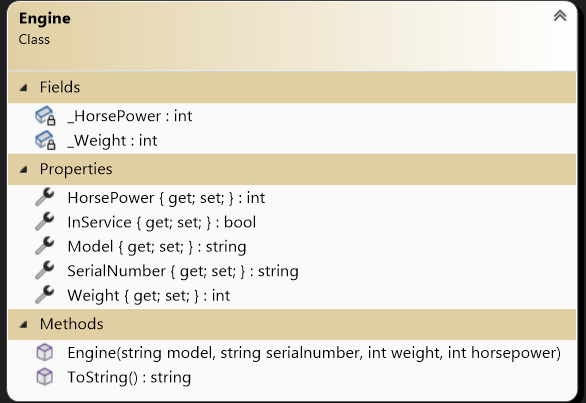 Engine
Class
Fields
_HorsePower : int
_Weight : int
Properties
HorsePower { get; set; } : int
InService { get; set; } : bool
Model { get; set; } : string
SerialNumber { get; set; } : string
Weight { get; set; } : int
Methods
Engine(string model, string serialnumber, int weight, int horsepower)
ToString() : string